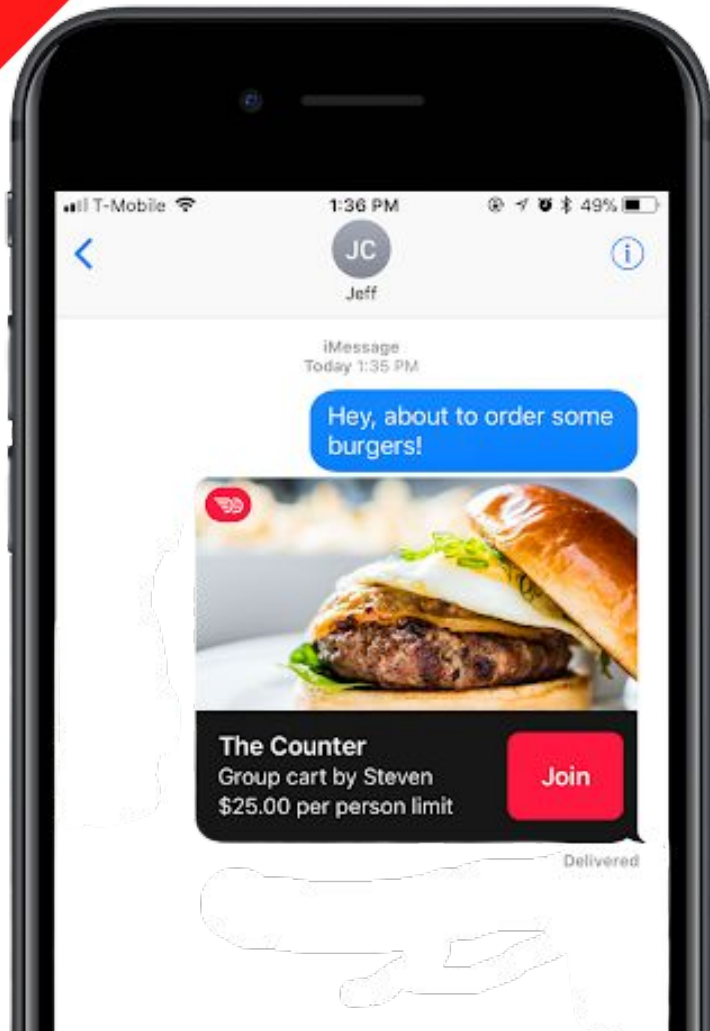 T-Mobile 1:36 PM 49%
JC
Jeff
iMessage
Today 1:35 PM
Hey, about to order some
burgers!
The Counter
Group cart by Steven
$25.00 per person limit
Join
Delivered